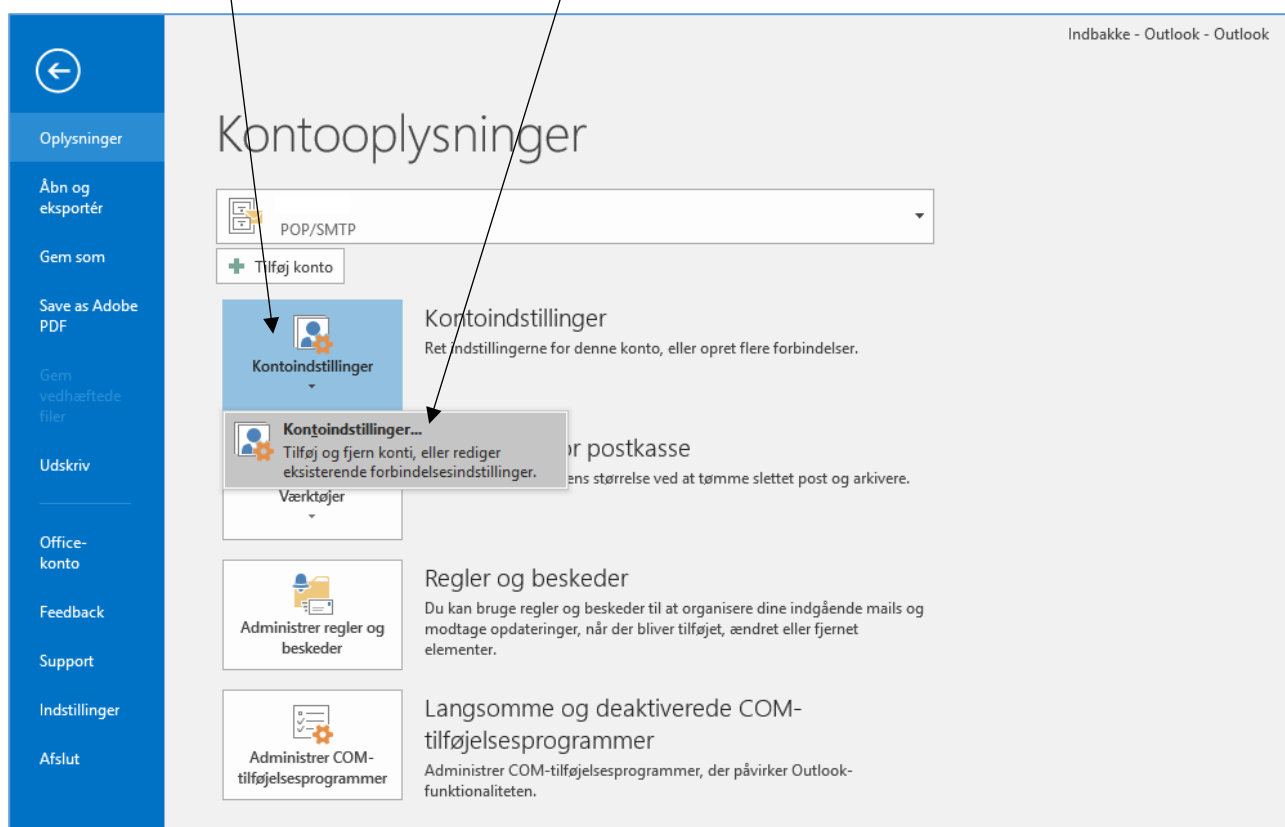 Indbakke - Outlook - Outlook
Oplysninger
Åbn og
eksportér
Gem som
Save as Adobe
PDF
Gem
vedhæftede
filer
Udskriv
Office-
konto
Feedback
Support
Indstillinger
Afslut
Kontooplysninger
POP/SMTP
Tilføj konto
Kontoindstillinger
Kontoindstillinger
Ret indstillingerne for denne konto, eller opret flere forbindelser.
Kontoindstillinger...
Tilføj og fjern konti, eller rediger
eksisterende forbindelsesindstillinger.
Værktøjer
r postkasse
ens størrelse ved at tømme slettet post og arkivere.
Administrer regler og
beskeder
Regler og beskeder
Du kan bruge regler og beskeder til at organisere dine indgående mails og
modtage opdateringer, når der bliver tilføjet, ændret eller fjernet
elementer.
Administrer COM-
tilføjelsesprogrammer
Langsomme og deaktiverede COM-
tilføjelsesprogrammer
Administrer COM-tilføjelsesprogrammer, der påvirker Outlook-
funktionaliteten.